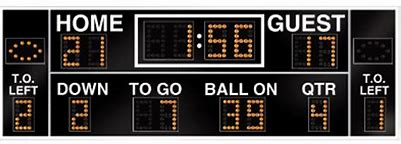 HOME 1:56 GUEST
21 17
T.O. LEFT 2
DOWN 2
TO GO 7
BALL ON 39
QTR 4
T.O. LEFT 1